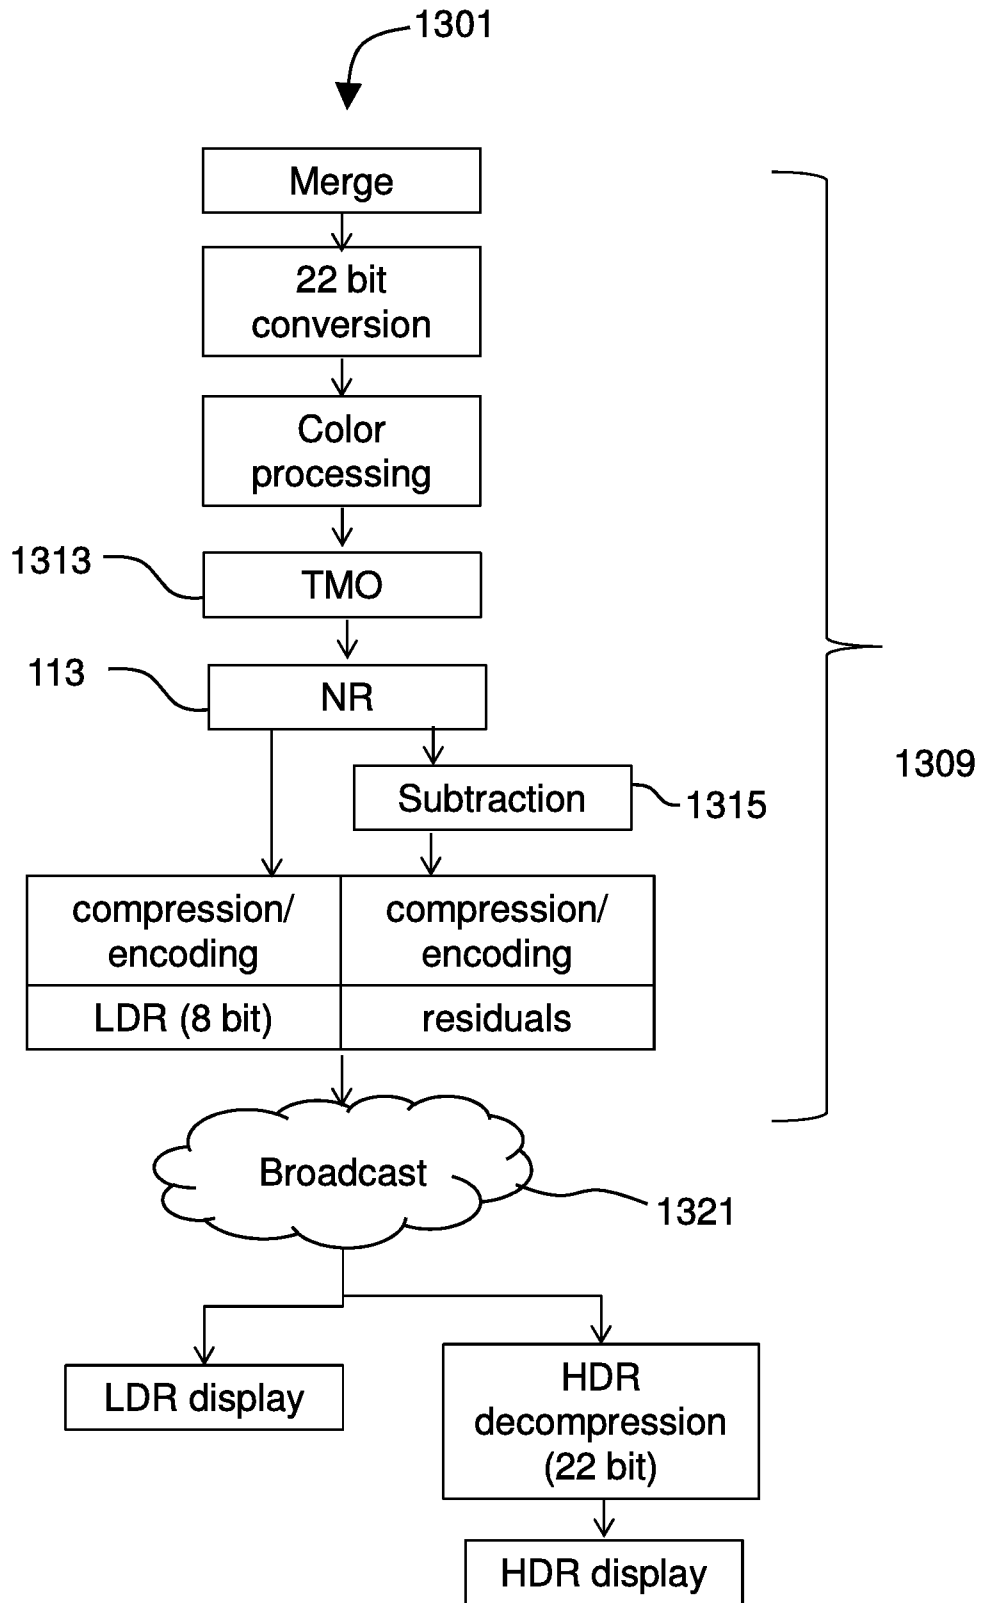 1301
Merge
22 bit
conversion
Color
processing
1313
TMO
113
NR
1309
Subtraction
1315
compression/
encoding
compression/
encoding
LDR (8 bit)
residuals
Broadcast
1321
LDR display
HDR
decompression
(22 bit)
HDR display